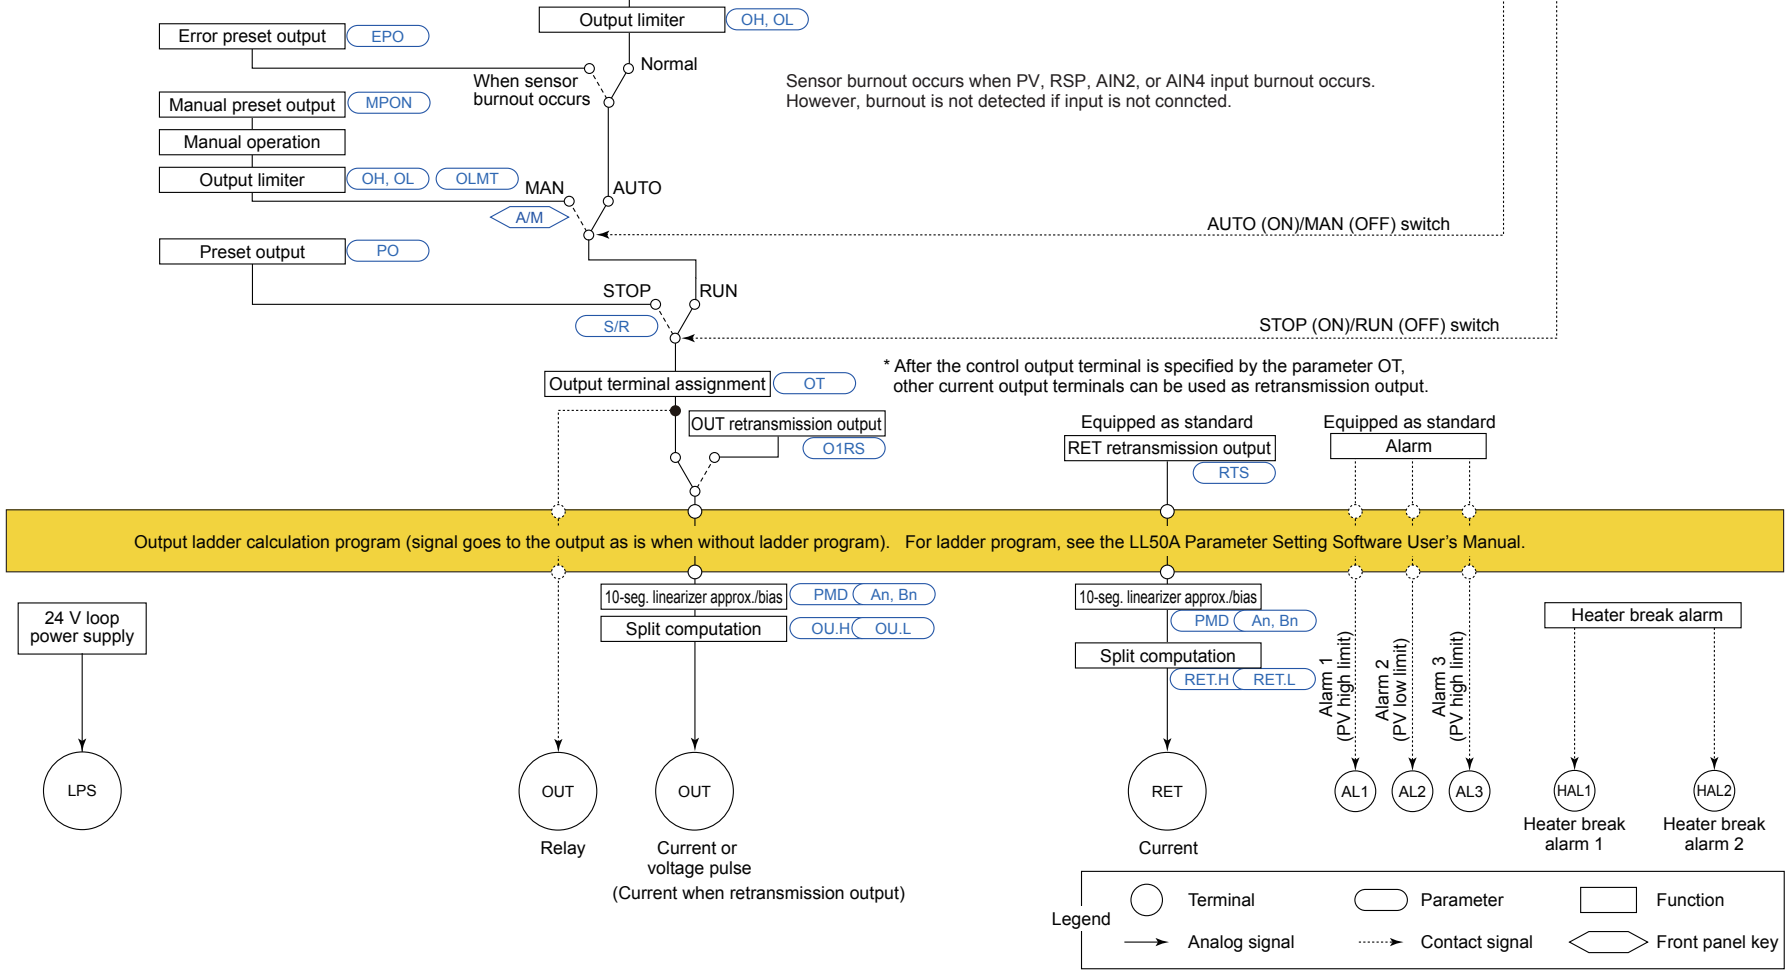 Output limiter
OH, OL
Error preset output
EPO
When sensor
burnout occurs
Normal
Sensor burnout occurs when PV, RSP, AIN2, or AIN4 input burnout occurs.
However, burnout is not detected if input is not conncted.
Manual preset output
MPON
Manual operation
Output limiter
OH, OL
OLMT
MAN
AUTO
A/M
AUTO (ON)/MAN (OFF) switch
Preset output
PO
STOP
RUN
S/R
STOP (ON)/RUN (OFF) switch
* After the control output terminal is specified by the parameter OT,
other current output terminals can be used as retransmission output.
Output terminal assignment
OT
OUT retransmission output
O1RS
Equipped as standard
RET retransmission output
RTS
Equipped as standard
Alarm
Output ladder calculation program (signal goes to the output as is when without ladder program). For ladder program, see the LL50A Parameter Setting Software User's Manual.
24 V loop
power supply
10-seg. linearizer approx./bias
PMD
An, Bn
Split computation
OU.H
OU.L
10-seg. linearizer approx./bias
PMD
An, Bn
Split computation
RET.H
RET.L
Alarm 1
(PV high limit)
Alarm 2
(PV low limit)
Alarm 3
(PV high limit)
Heater break alarm
LPS
OUT
OUT
RET
AL1
AL2
AL3
HAL1
HAL2
Relay
Current or
voltage pulse
(Current when retransmission output)
Current
Heater break
alarm 1
Heater break
alarm 2
Legend
Terminal
Parameter
Function
Analog signal
Contact signal
Front panel key